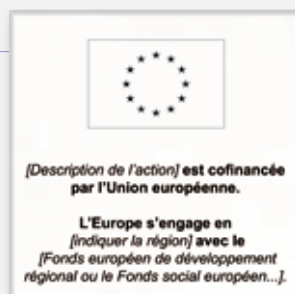 [Description de l'action] est cofinancée
par l'Union européenne.
L'Europe s'engage en
[indiquer la région] avec le
[Fonds européen de développement
régional ou le Fonds social européen...].